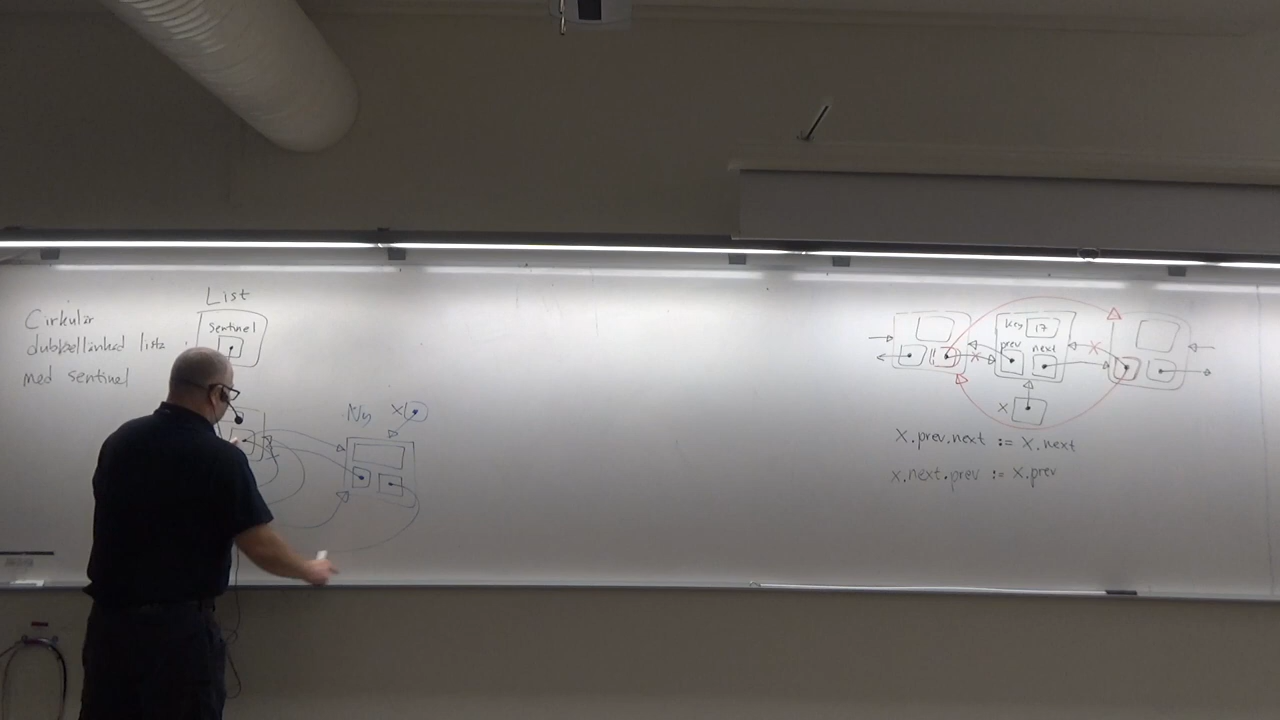 List
Sentinel
Cirkulär
dubbellänkad lista
med sentinel
Ny X
key 17
prev next
X X
X
X.prev.next := X.next
x.next.prev := X.prev